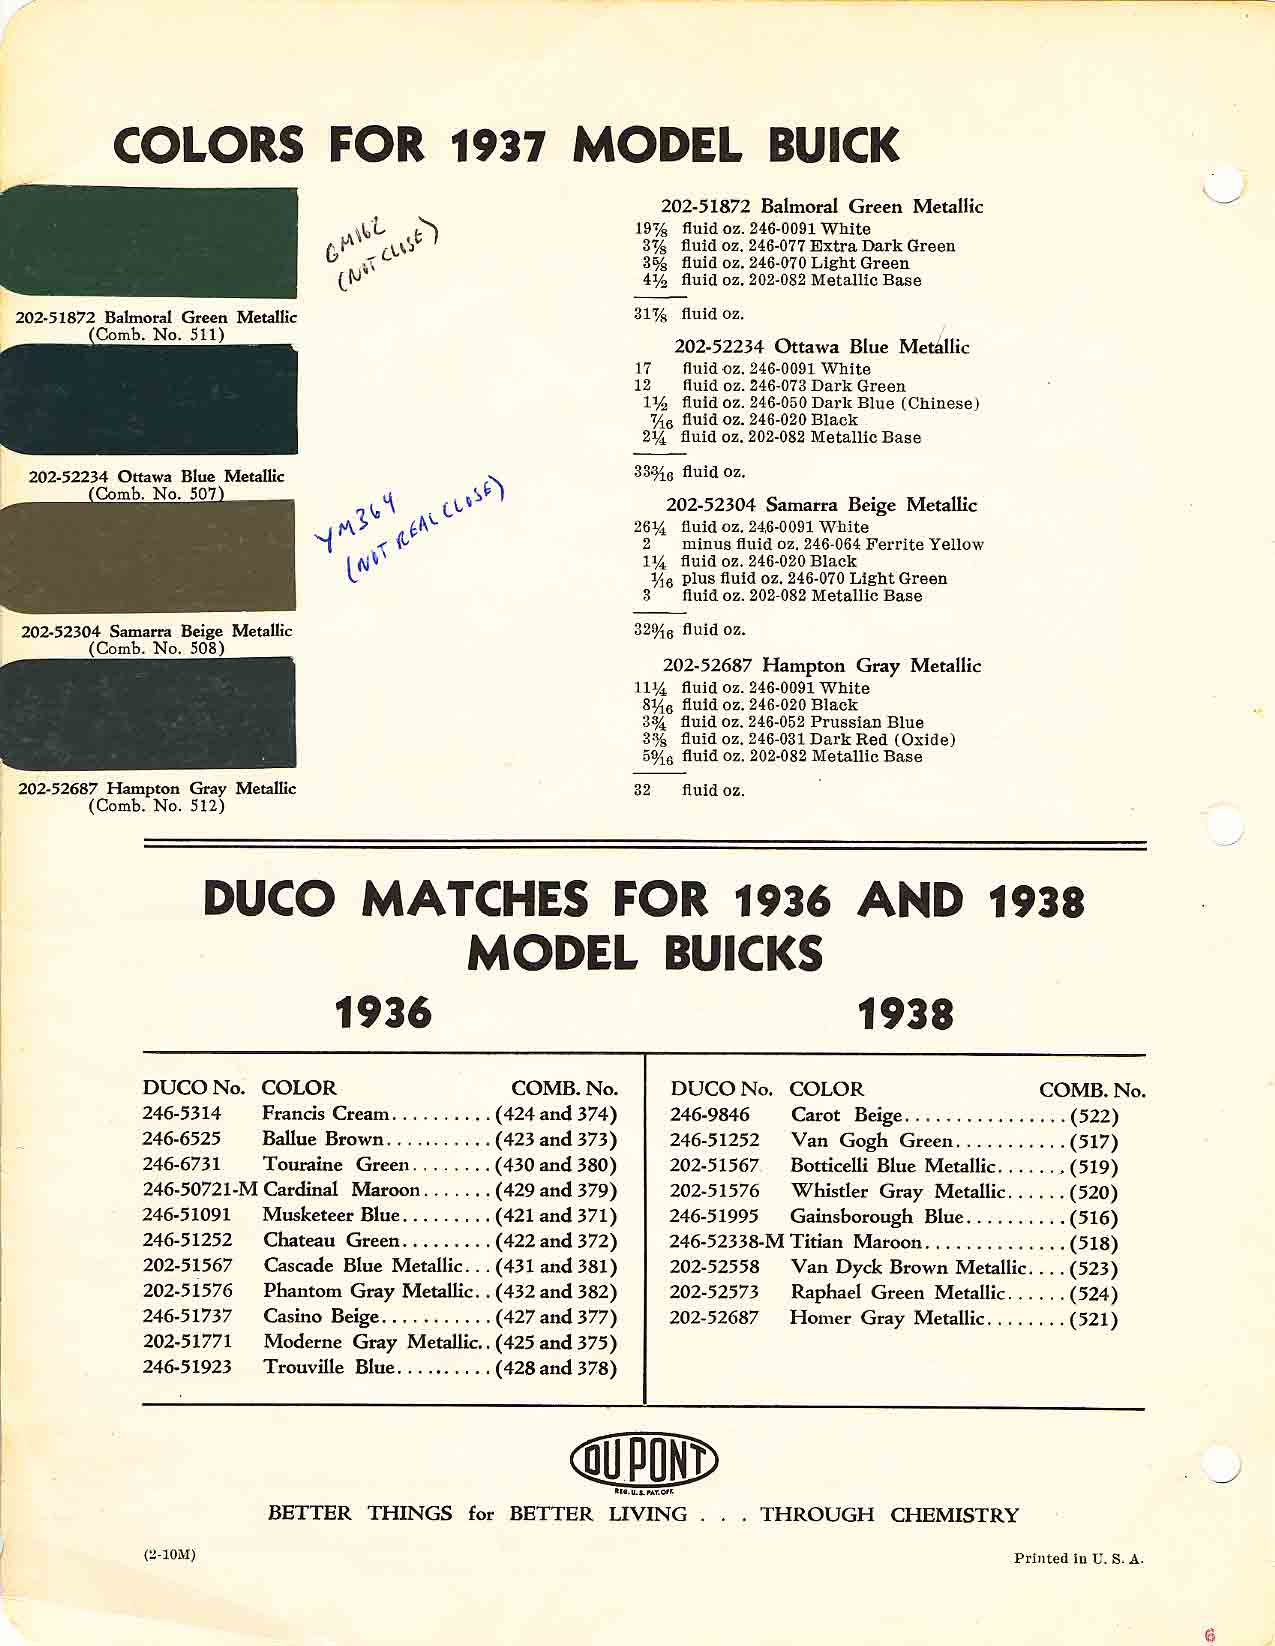 COLORS FOR 1937 MODEL BUICK
202-51872 Balmoral Green Metallic
(Comb. No. 511)
GM162
(NOT CLOSE)
202-52234 Ottawa Blue Metallic
(Comb. No. 507)
YM364
(NOT REAL CLOSE)
202-52304 Samarra Beige Metallic
(Comb. No. 508)
202-52687 Hampton Gray Metallic
(Comb. No. 512)
202-51872 Balmoral Green Metallic
19⅞ fluid oz. 246-0091 White
3⅞ fluid oz. 246-077 Extra Dark Green
3⅝ fluid oz. 246-070 Light Green
4½ fluid oz. 202-082 Metallic Base
31⅞ fluid oz.
202-52234 Ottawa Blue Metallic
17 fluid oz. 246-0091 White
12 fluid oz. 246-073 Dark Green
1½ fluid oz. 246-050 Dark Blue (Chinese)
7/16 fluid oz. 246-020 Black
2¼ fluid oz. 202-082 Metallic Base
33 3/16 fluid oz.
202-52304 Samarra Beige Metallic
26¼ fluid oz. 246-0091 White
2 minus fluid oz. 246-064 Ferrite Yellow
1¼ fluid oz. 246-020 Black
1/16 plus fluid oz. 246-070 Light Green
3 fluid oz. 202-082 Metallic Base
32 9/16 fluid oz.
202-52687 Hampton Gray Metallic
11¼ fluid oz. 246-0091 White
8 1/16 fluid oz. 246-020 Black
3¾ fluid oz. 246-052 Prussian Blue
3⅜ fluid oz. 246-031 Dark Red (Oxide)
5 9/16 fluid oz. 202-082 Metallic Base
32 fluid oz.
DUCO MATCHES FOR 1936 AND 1938
MODEL BUICKS
1936
DUCO No. COLOR COMB. No.
246-5314 Francis Cream.......... (424 and 374)
246-6525 Ballue Brown........... (423 and 373)
246-6731 Touraine Green........ (430 and 380)
246-50721-M Cardinal Maroon....... (429 and 379)
246-51091 Musketeer Blue......... (421 and 371)
246-51252 Chateau Green......... (422 and 372)
202-51567 Cascade Blue Metallic... (431 and 381)
202-51576 Phantom Gray Metallic.. (432 and 382)
246-51737 Casino Beige........... (427 and 377)
202-51771 Moderne Gray Metallic.. (425 and 375)
246-51923 Trouville Blue.......... (428 and 378)
1938
DUCO No. COLOR COMB. No.
246-9846 Carot Beige................ (522)
246-51252 Van Gogh Green........... (517)
202-51567 Botticelli Blue Metallic....... (519)
202-51576 Whistler Gray Metallic...... (520)
246-51995 Gainsborough Blue.......... (516)
246-52338-M Titian Maroon.............. (518)
202-52558 Van Dyck Brown Metallic.... (523)
202-52573 Raphael Green Metallic...... (524)
202-52687 Homer Gray Metallic........ (521)
DU PONT
REG. U.S. PAT. OFF.
BETTER THINGS for BETTER LIVING . . . THROUGH CHEMISTRY
(2-10M)
Printed in U. S. A.
6